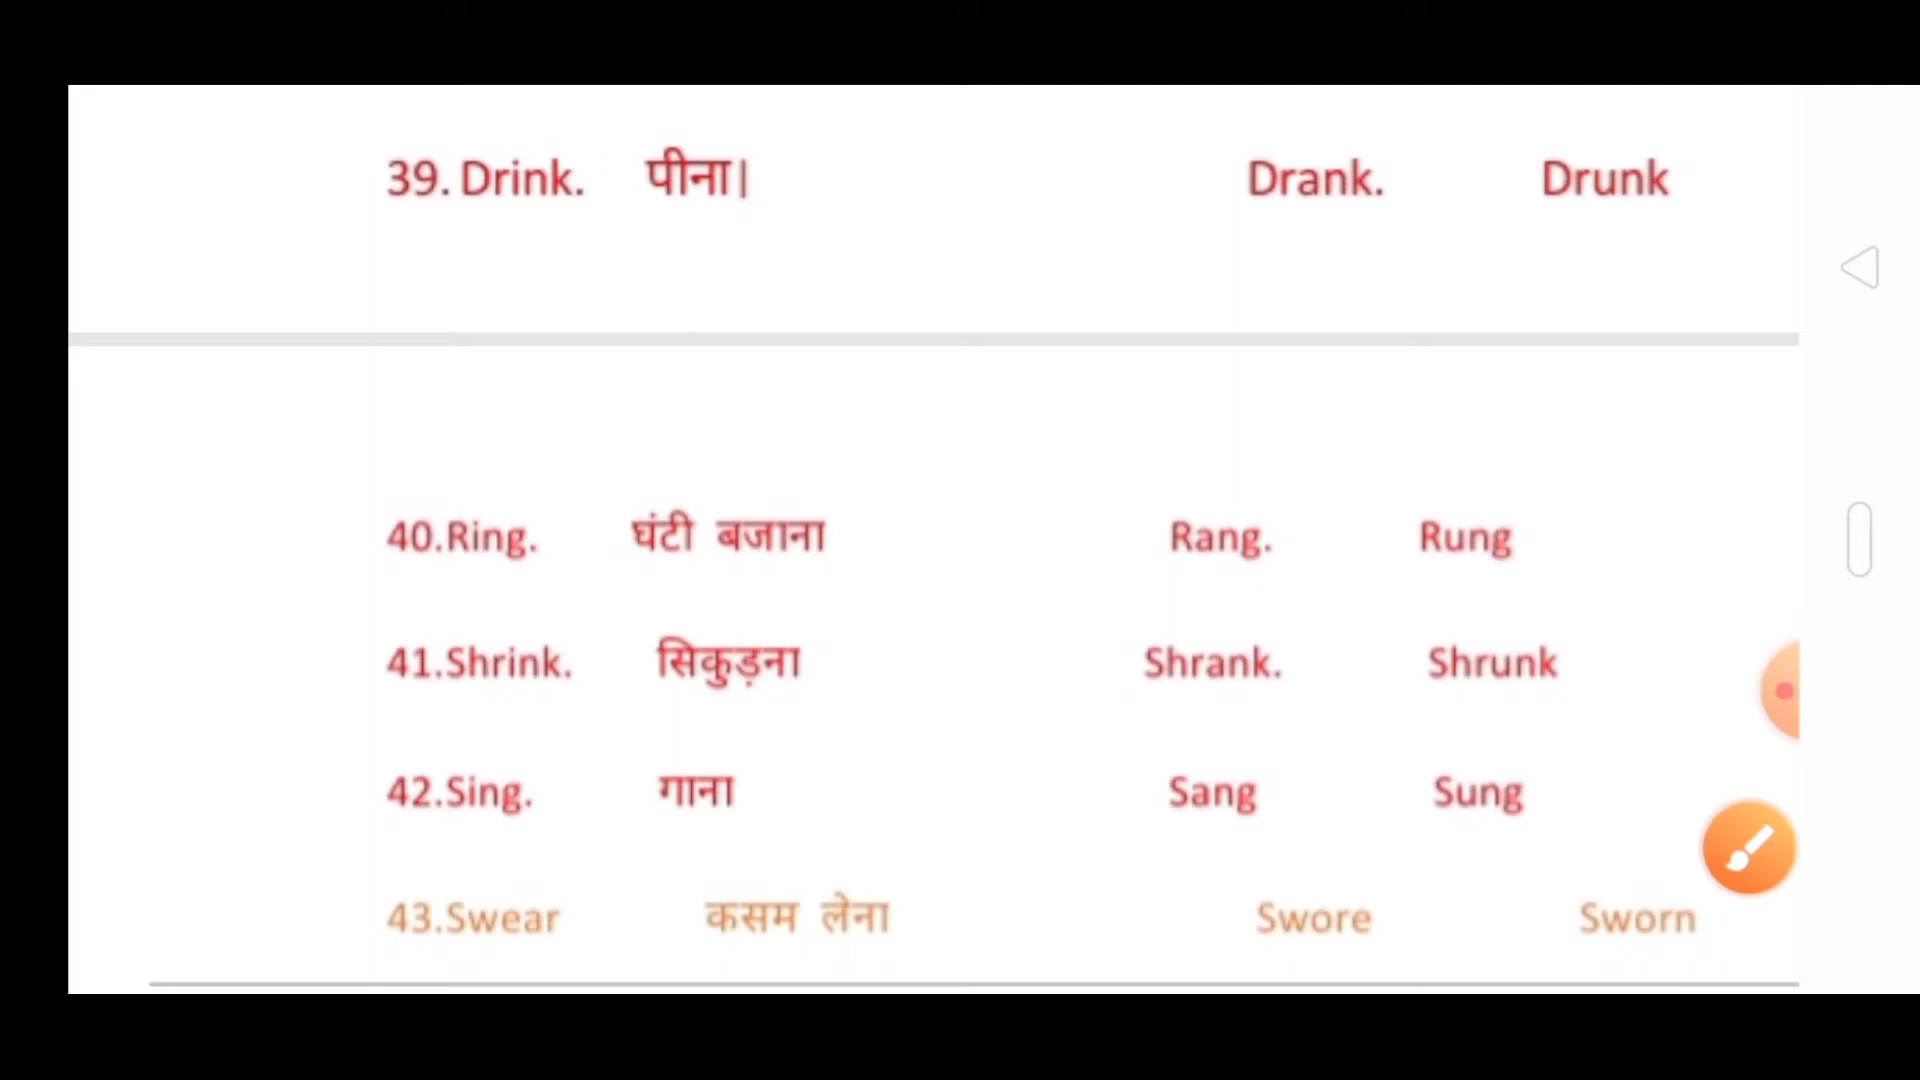 39. Drink. पीना। Drank. Drunk
40.Ring. घंटी बजाना Rang. Rung
41.Shrink. सिकुड़ना Shrank. Shrunk
42.Sing. गाना Sang Sung
43.Swear कसम लेना Swore Sworn